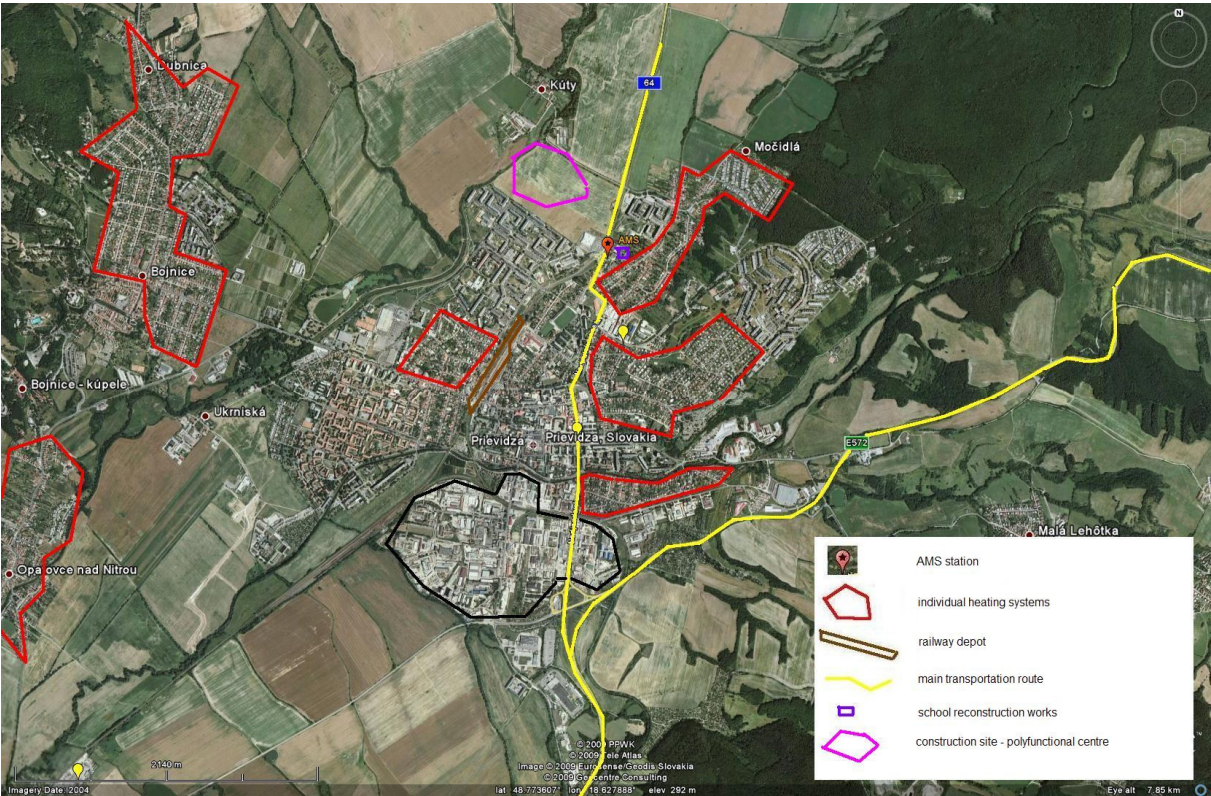 N
Dubnica
Kúty
64
Močidlá
AMS
Bojnice
Bojnice - kúpele
Ukrniská
Prievidza
Prievidza, Slovakia
E572
Malá Lehôtka
Opatovce nad Nitrou
AMS station
individual heating systems
railway depot
main transportation route
school reconstruction works
construction site - polyfunctional centre
© 2009 PPWK
© 2009 Tele Atlas
Image © 2009 Eurosense/Geodis Slovakia
© 2009 Geocentre Consulting
2140 m
Imagery Date: 2004
lat 48.773607° lon 18.627888° elev 292 m
Eye alt 7.85 km